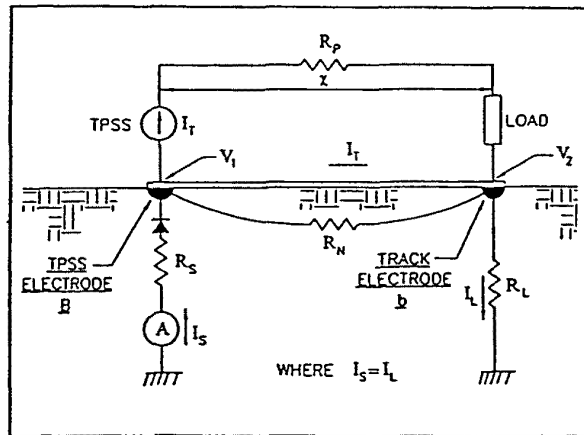 R_P
χ
TPSS
I_T
LOAD
V_1
I_T
V_2
R_N
TPSS
ELECTRODE
B
R_S
TRACK
ELECTRODE
b
I_L
R_L
A
I_S
WHERE I_S=I_L